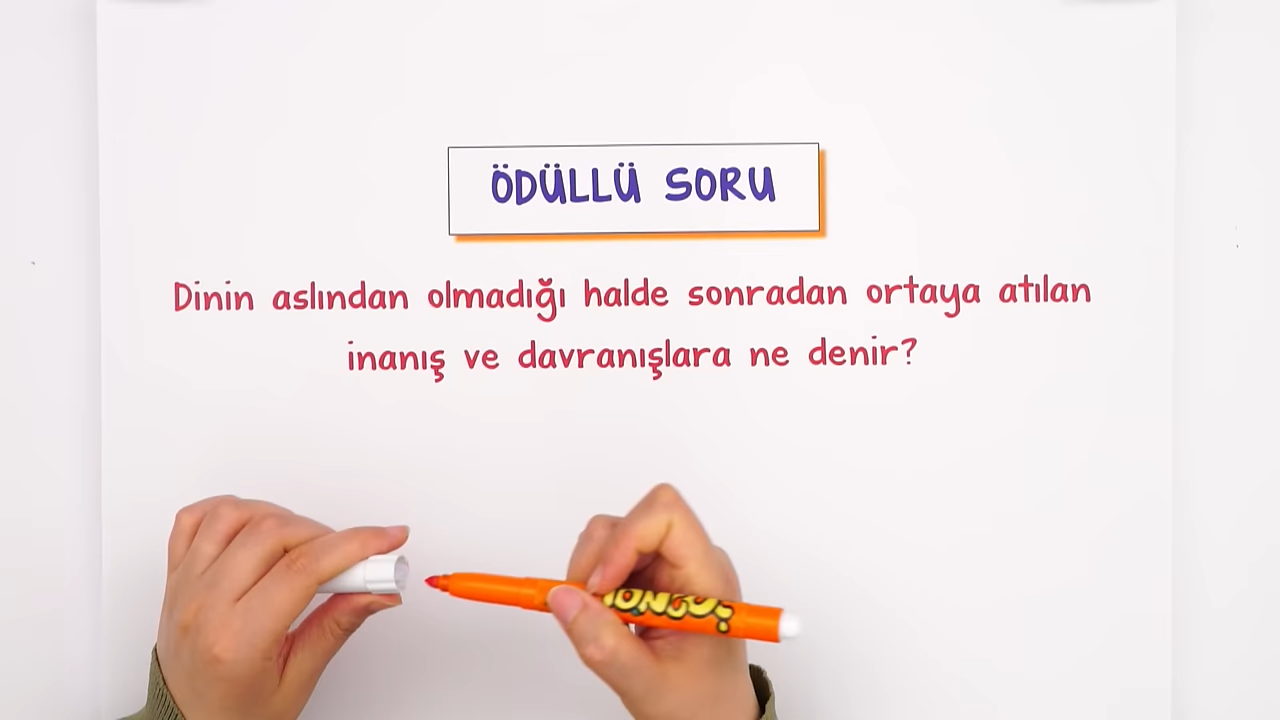 ÖDÜLLÜ SORU
Dinin aslından olmadığı halde sonradan ortaya atılan
inanış ve davranışlara ne denir?